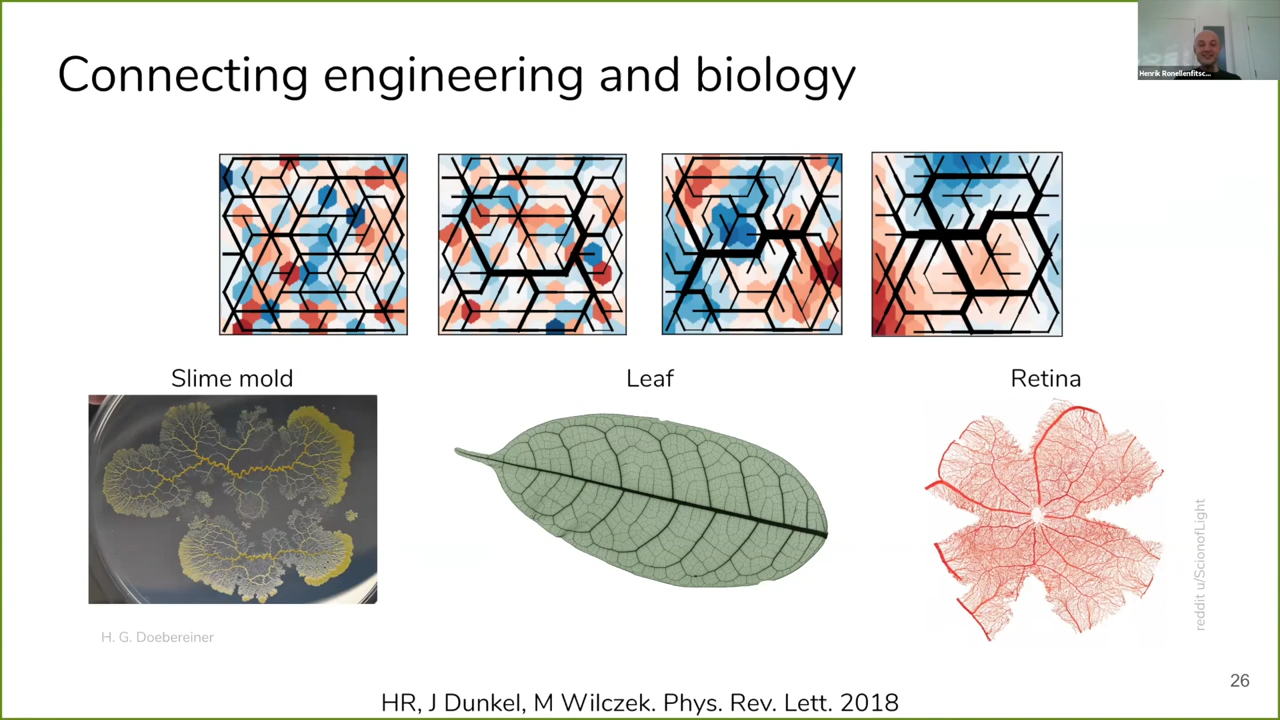 Connecting engineering and biology
Henrik Ronellenfitsc...
Slime mold
Leaf
Retina
reddit u/ScionofLight
H. G. Doebereiner
26
HR, J Dunkel, M Wilczek. Phys. Rev. Lett. 2018